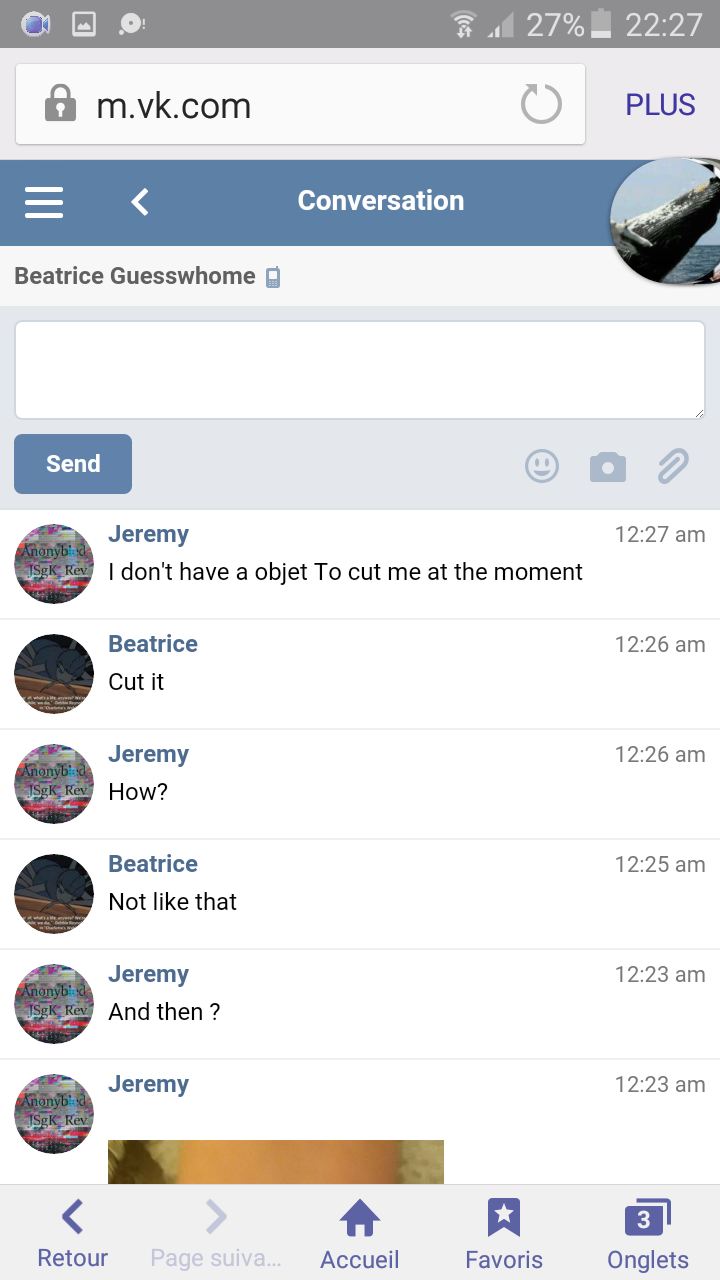 27% 22:27
m.vk.com PLUS
Conversation
Beatrice Guesswhome
Send
Jeremy 12:27 am
I don't have a objet To cut me at the moment
Beatrice 12:26 am
Cut it
Jeremy 12:26 am
How?
Beatrice 12:25 am
Not like that
Jeremy 12:23 am
And then ?
Jeremy 12:23 am
Retour Page suiva... Accueil Favoris 3 Onglets